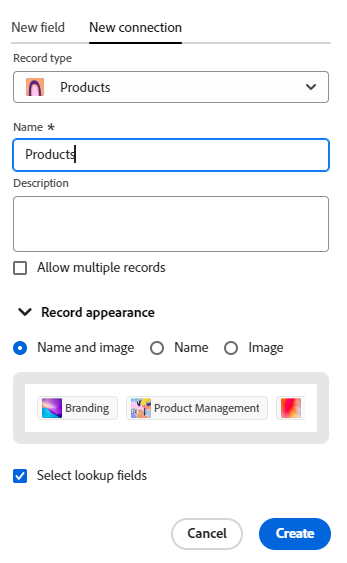 New field New connection
Record type
Products
Name *
Products
Description
Allow multiple records
Record appearance
Name and image Name Image
Branding Product Management
Select lookup fields
Cancel Create